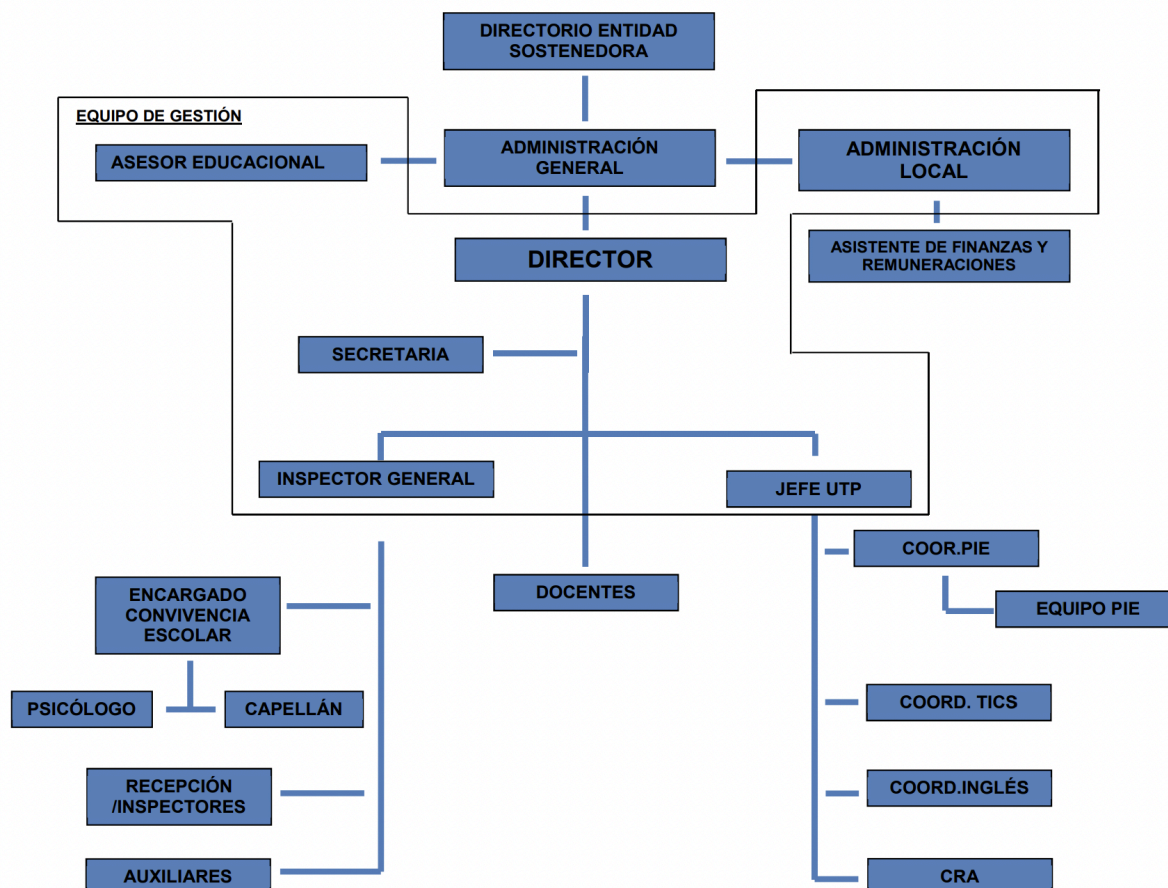 DIRECTORIO ENTIDAD
SOSTENEDORA
EQUIPO DE GESTIÓN
ASESOR EDUCACIONAL
ADMINISTRACIÓN
GENERAL
ADMINISTRACIÓN
LOCAL
DIRECTOR
ASISTENTE DE FINANZAS Y
REMUNERACIONES
SECRETARIA
INSPECTOR GENERAL
JEFE UTP
COOR.PIE
ENCARGADO
CONVIVENCIA
ESCOLAR
DOCENTES
EQUIPO PIE
PSICÓLOGO
CAPELLÁN
COORD. TICS
RECEPCIÓN
/INSPECTORES
COORD.INGLÉS
AUXILIARES
CRA